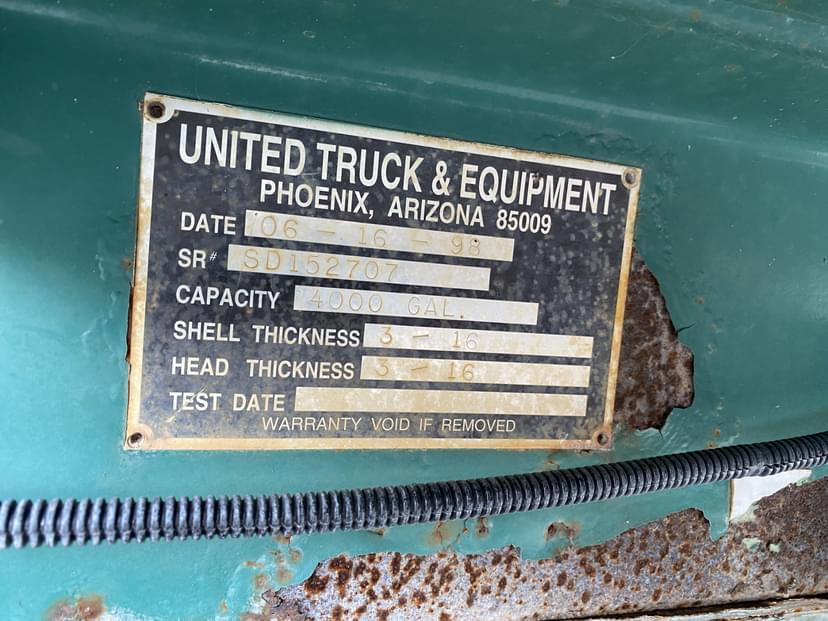 UNITED TRUCK & EQUIPMENT
PHOENIX, ARIZONA 85009
DATE 06 - 16 - 98
SR# SD152707
CAPACITY 4000 GAL.
SHELL THICKNESS 3 - 16
HEAD THICKNESS 3 - 16
TEST DATE
WARRANTY VOID IF REMOVED